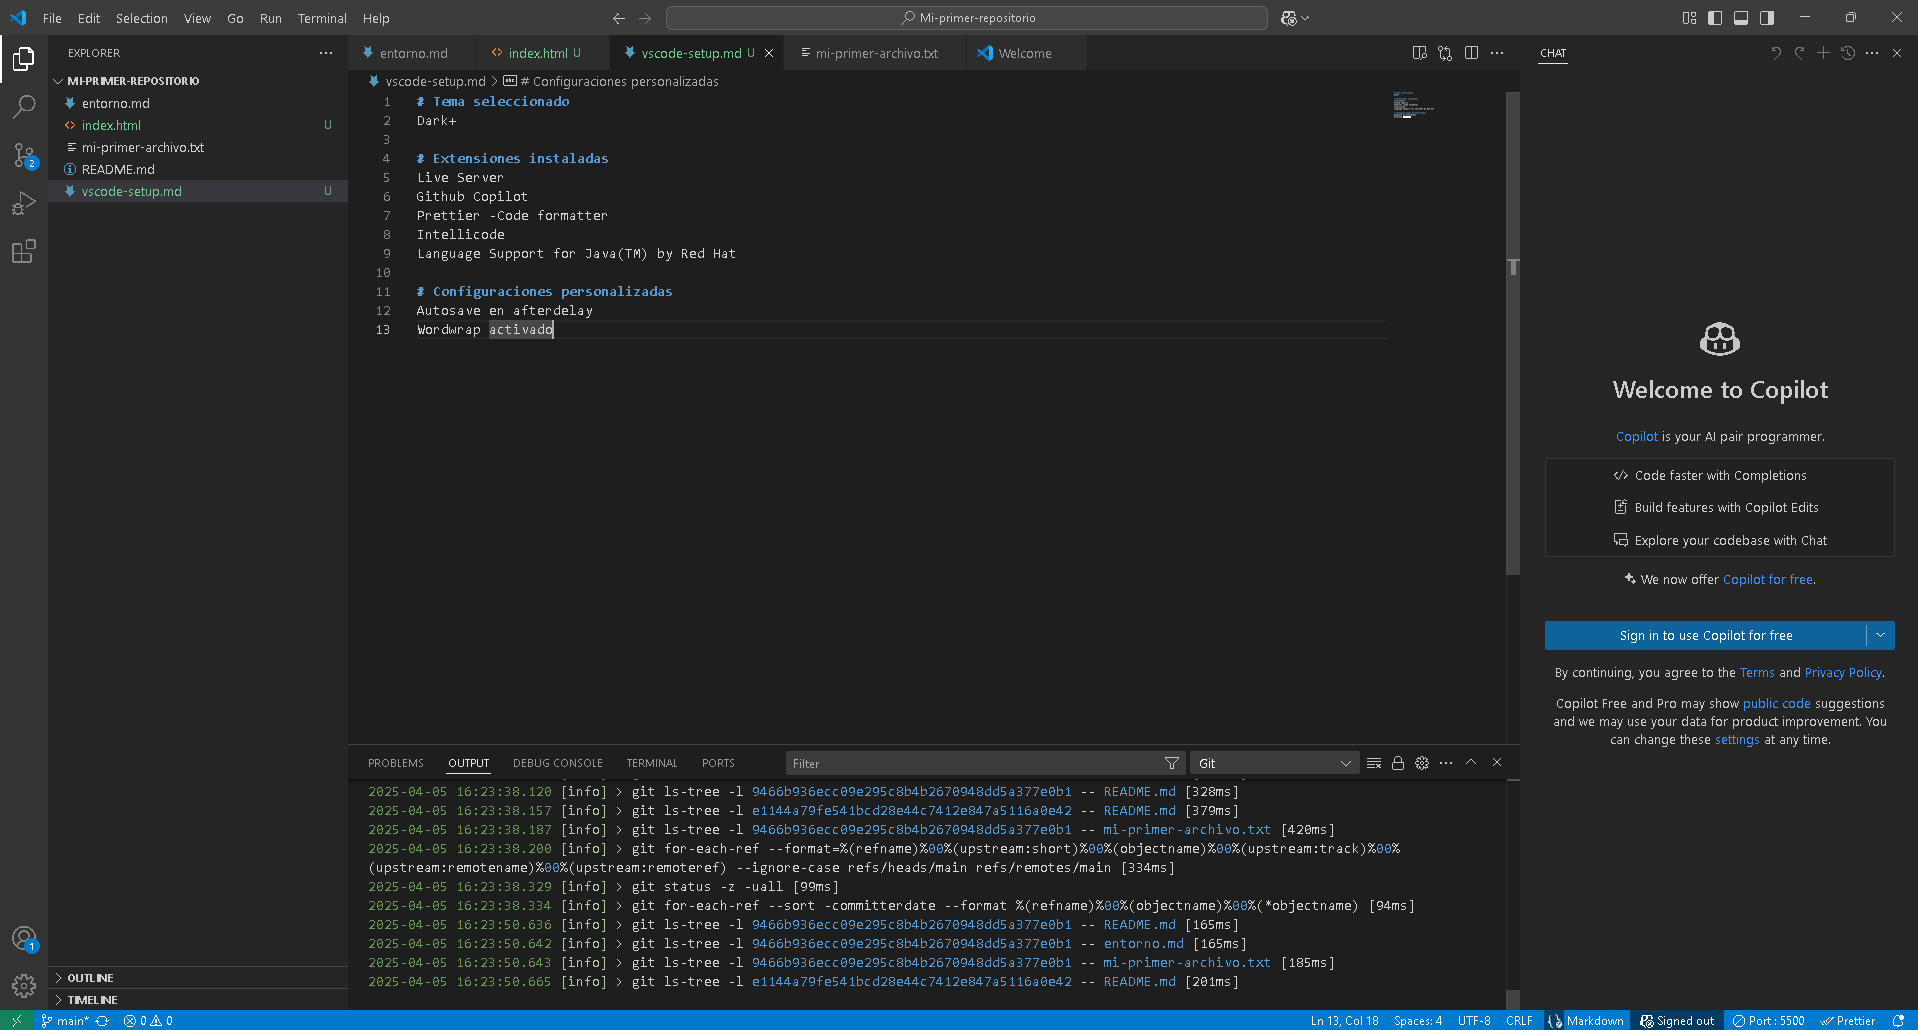 File Edit Selection View Go Run Terminal Help
Mi-primer-repositorio
EXPLORER
MI-PRIMER-REPOSITORIO
entorno.md
index.html U
mi-primer-archivo.txt
README.md
vscode-setup.md U
2
1
OUTLINE
TIMELINE
entorno.md
index.html U
vscode-setup.md U
mi-primer-archivo.txt
Welcome
vscode-setup.md > # Configuraciones personalizadas
1 # Tema seleccionado
2 Dark+
3
4 # Extensiones instaladas
5 Live Server
6 Github Copilot
7 Prettier -Code formatter
8 Intellicode
9 Language Support for Java(TM) by Red Hat
10
11 # Configuraciones personalizadas
12 Autosave en afterdelay
13 Wordwrap activado
PROBLEMS OUTPUT DEBUG CONSOLE TERMINAL PORTS
Filter
Git
2025-04-05 16:23:38.120 [info] > git ls-tree -l 9466b936ecc09e295c8b4b2670948dd5a377e0b1 -- README.md [328ms]
2025-04-05 16:23:38.157 [info] > git ls-tree -l e1144a79fe541bcd28e44c7412e847a5116a0e42 -- README.md [379ms]
2025-04-05 16:23:38.187 [info] > git ls-tree -l 9466b936ecc09e295c8b4b2670948dd5a377e0b1 -- mi-primer-archivo.txt [420ms]
2025-04-05 16:23:38.200 [info] > git for-each-ref --format=%(refname)%00%(upstream:short)%00%(objectname)%00%(upstream:track)%00%
(upstream:remotename)%00%(upstream:remoteref) --ignore-case refs/heads/main refs/remotes/main [334ms]
2025-04-05 16:23:38.329 [info] > git status -z -uall [99ms]
2025-04-05 16:23:38.334 [info] > git for-each-ref --sort -committerdate --format %(refname)%00%(objectname)%00%(*objectname) [94ms]
2025-04-05 16:23:50.636 [info] > git ls-tree -l 9466b936ecc09e295c8b4b2670948dd5a377e0b1 -- README.md [165ms]
2025-04-05 16:23:50.642 [info] > git ls-tree -l 9466b936ecc09e295c8b4b2670948dd5a377e0b1 -- entorno.md [165ms]
2025-04-05 16:23:50.643 [info] > git ls-tree -l 9466b936ecc09e295c8b4b2670948dd5a377e0b1 -- mi-primer-archivo.txt [185ms]
2025-04-05 16:23:50.665 [info] > git ls-tree -l e1144a79fe541bcd28e44c7412e847a5116a0e42 -- README.md [201ms]
CHAT
Welcome to Copilot
Copilot is your AI pair programmer.
Code faster with Completions
Build features with Copilot Edits
Explore your codebase with Chat
We now offer Copilot for free.
Sign in to use Copilot for free
By continuing, you agree to the Terms and Privacy Policy.
Copilot Free and Pro may show public code suggestions
and we may use your data for product improvement. You
can change these settings at any time.
main* 0 0 Ln 13, Col 18 Spaces: 4 UTF-8 CRLF Markdown Signed out Port : 5500 Prettier